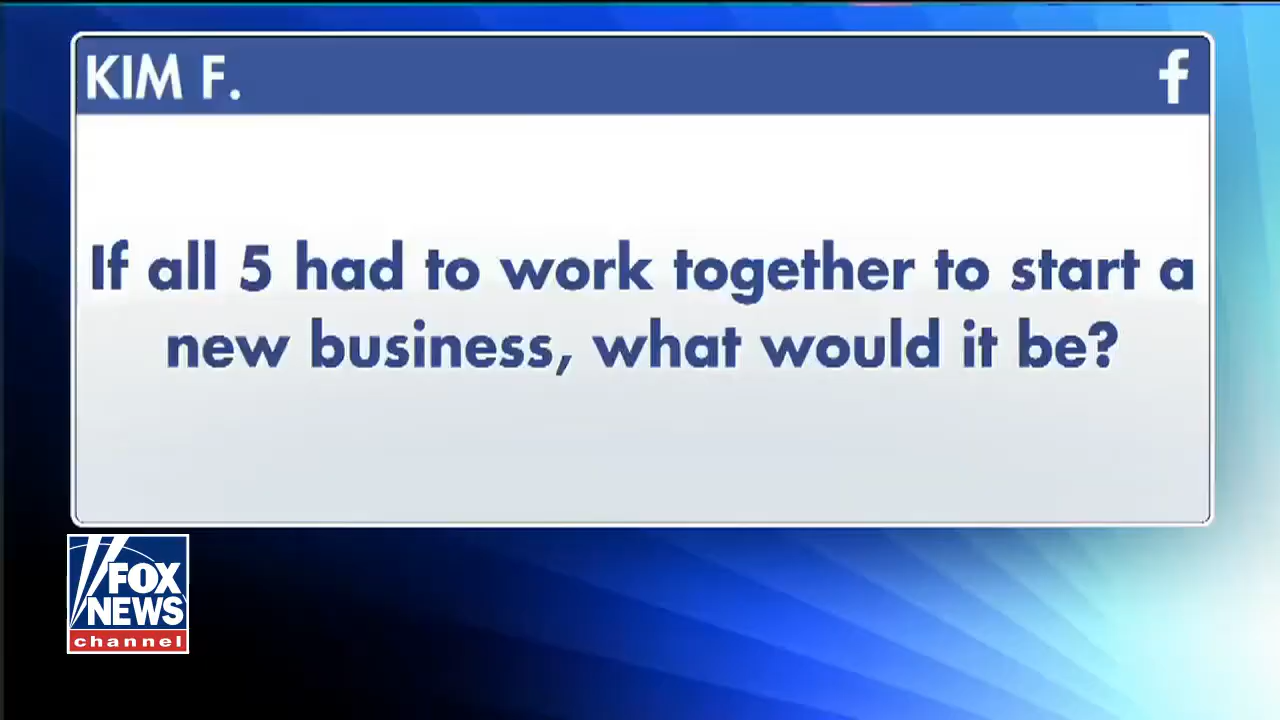 KIM F.
f
If all 5 had to work together to start a
new business, what would it be?
FOX
NEWS
channel